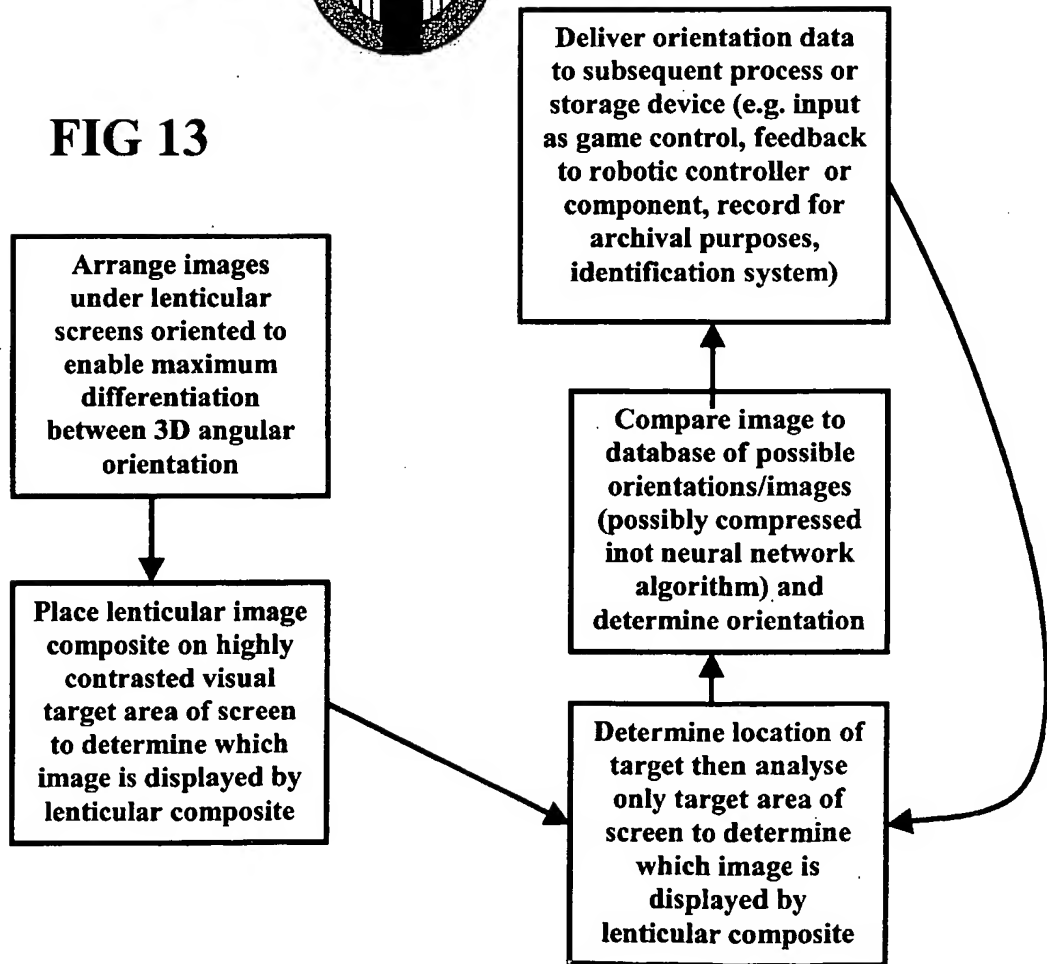 FIG 13
Arrange images
under lenticular
screens oriented to
enable maximum
differentiation
between 3D angular
orientation
Place lenticular image
composite on highly
contrasted visual
target area of screen
to determine which
image is displayed by
lenticular composite
Determine location of
target then analyse
only target area of
screen to determine
which image is
displayed by
lenticular composite
Compare image to
database of possible
orientations/images
(possibly compressed
inot neural network
algorithm) and
determine orientation
Deliver orientation data
to subsequent process or
storage device (e.g. input
as game control, feedback
to robotic controller or
component, record for
archival purposes,
identification system)